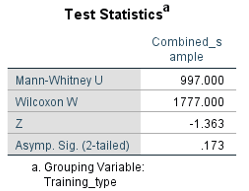 Test Statisticsa
Combined_s
ample
Mann-Whitney U 997.000
Wilcoxon W 1777.000
Z -1.363
Asymp. Sig. (2-tailed) .173
a. Grouping Variable:
Training_type